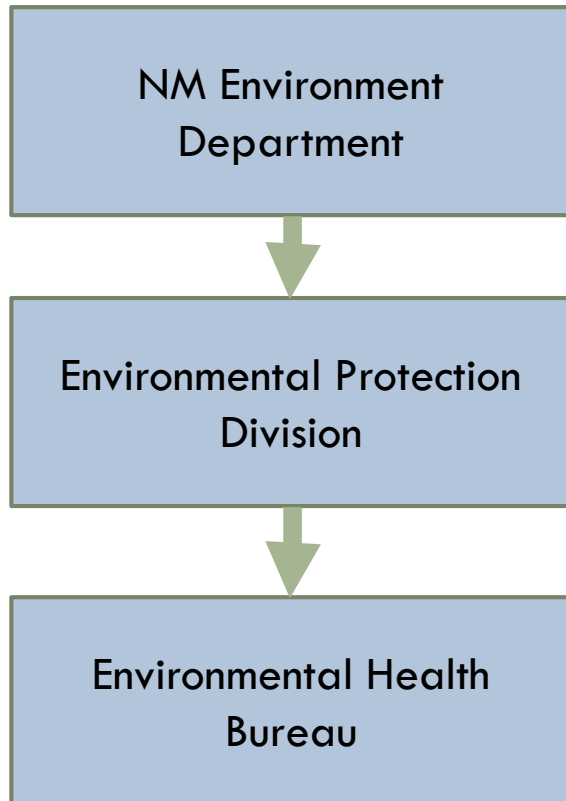 NM Environment
Department
Environmental Protection
Division
Environmental Health
Bureau